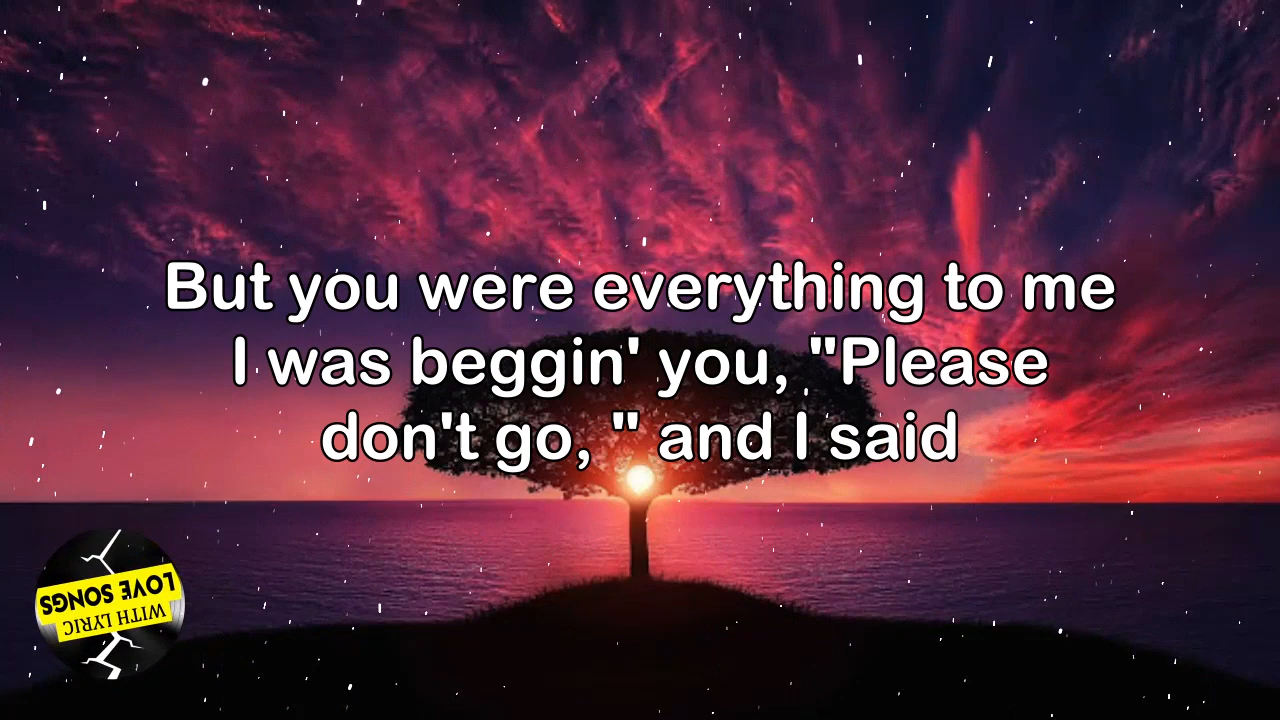 But you were everything to me
I was beggin' you, "Please
don't go, " and I said
LOVE SONGS
WITH LYRIC